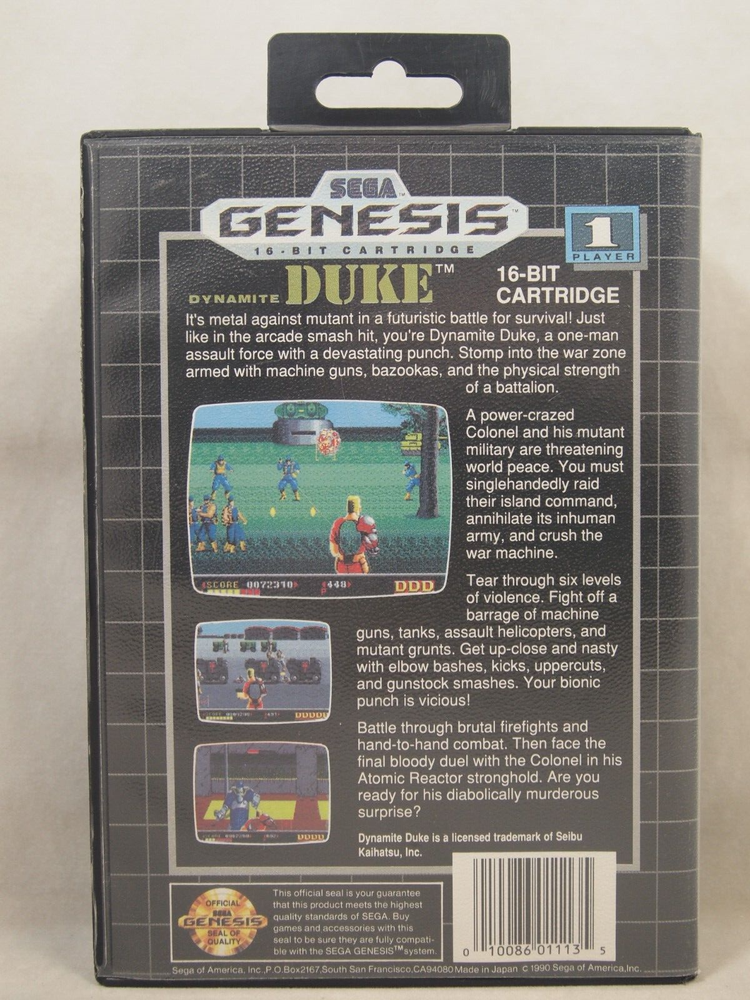 SEGA™
GENESIS™
16-BIT CARTRIDGE
1
PLAYER
DYNAMITE DUKE™
16-BIT
CARTRIDGE
It's metal against mutant in a futuristic battle for survival! Just
like in the arcade smash hit, you're Dynamite Duke, a one-man
assault force with a devastating punch. Stomp into the war zone
armed with machine guns, bazookas, and the physical strength
of a battalion.
A power-crazed
Colonel and his mutant
military are threatening
world peace. You must
singlehandedly raid
their island command,
annihilate its inhuman
army, and crush the
war machine.
SCORE 0072310 440 DDD
Tear through six levels
of violence. Fight off a
barrage of machine
guns, tanks, assault helicopters, and
mutant grunts. Get up-close and nasty
with elbow bashes, kicks, uppercuts,
and gunstock smashes. Your bionic
punch is vicious!
DDDDD
Battle through brutal firefights and
hand-to-hand combat. Then face the
final bloody duel with the Colonel in his
Atomic Reactor stronghold. Are you
ready for his diabolically murderous
surprise?
DDDD
Dynamite Duke is a licensed trademark of Seibu
Kaihatsu, Inc.
OFFICIAL
SEGA
GENESIS
SEAL OF
QUALITY
This official seal is your guarantee
that this product meets the highest
quality standards of SEGA. Buy
games and accessories with this
seal to be sure they are fully compati-
ble with the SEGA GENESIS™ system.
0 10086 01113 5
Sega of America, Inc.,P.O.Box2167,South San Francisco,CA94080 Made in Japan © 1990 Sega of America,Inc.